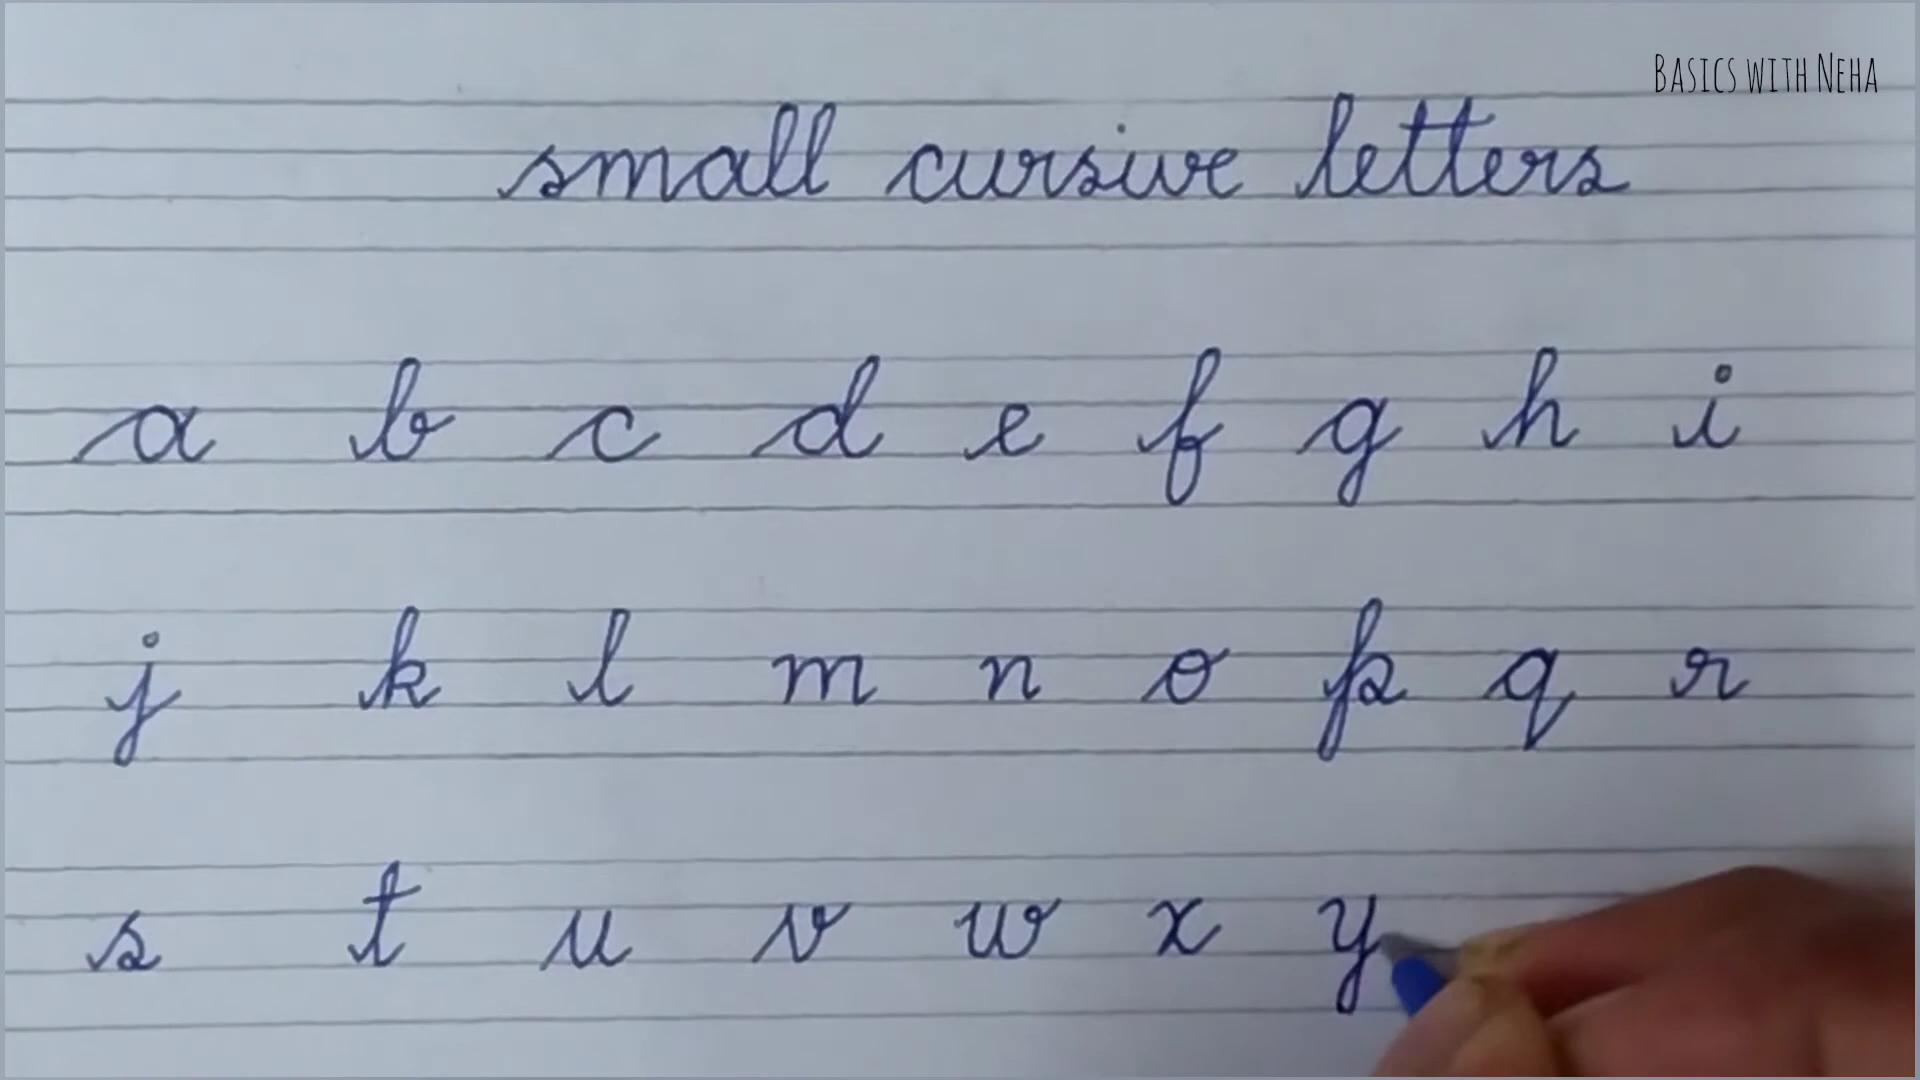 BASICS WITH NEHA
small cursive letters
a b c d e f g h i
j k l m n o p q r
s t u v w x y